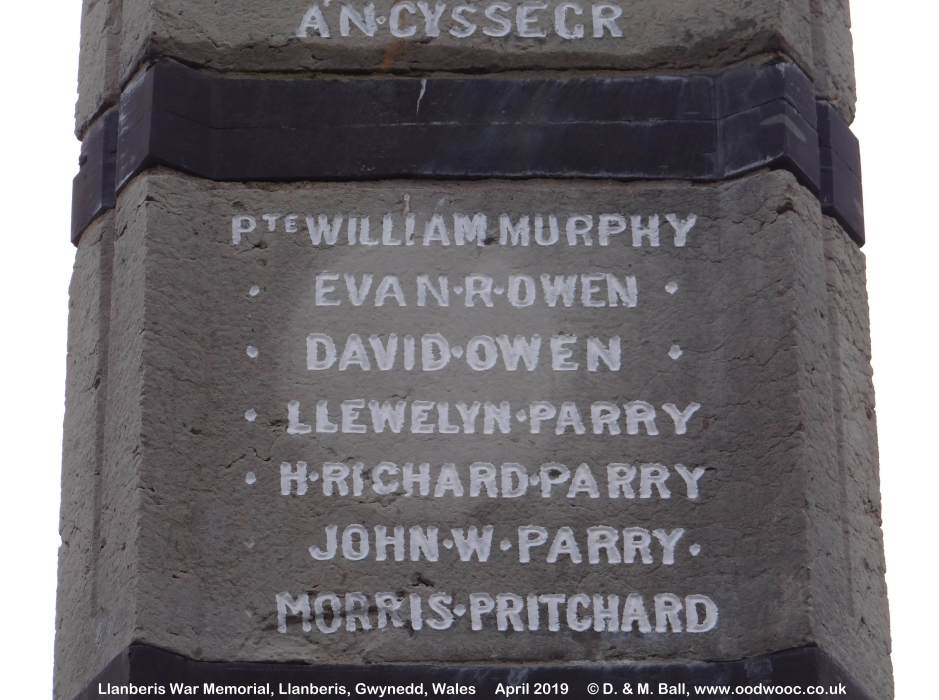 ÁN·CYSSEGR
PTE WILLIAM MURPHY
· EVAN·R·OWEN ·
· DAVID·OWEN ·
· LLEWELYN·PARRY
· H·RICHARD·PARRY
JOHN·W·PARRY·
MORRIS·PRITCHARD
Llanberis War Memorial, Llanberis, Gwynedd, Wales April 2019 © D. & M. Ball, www.oodwooc.co.uk